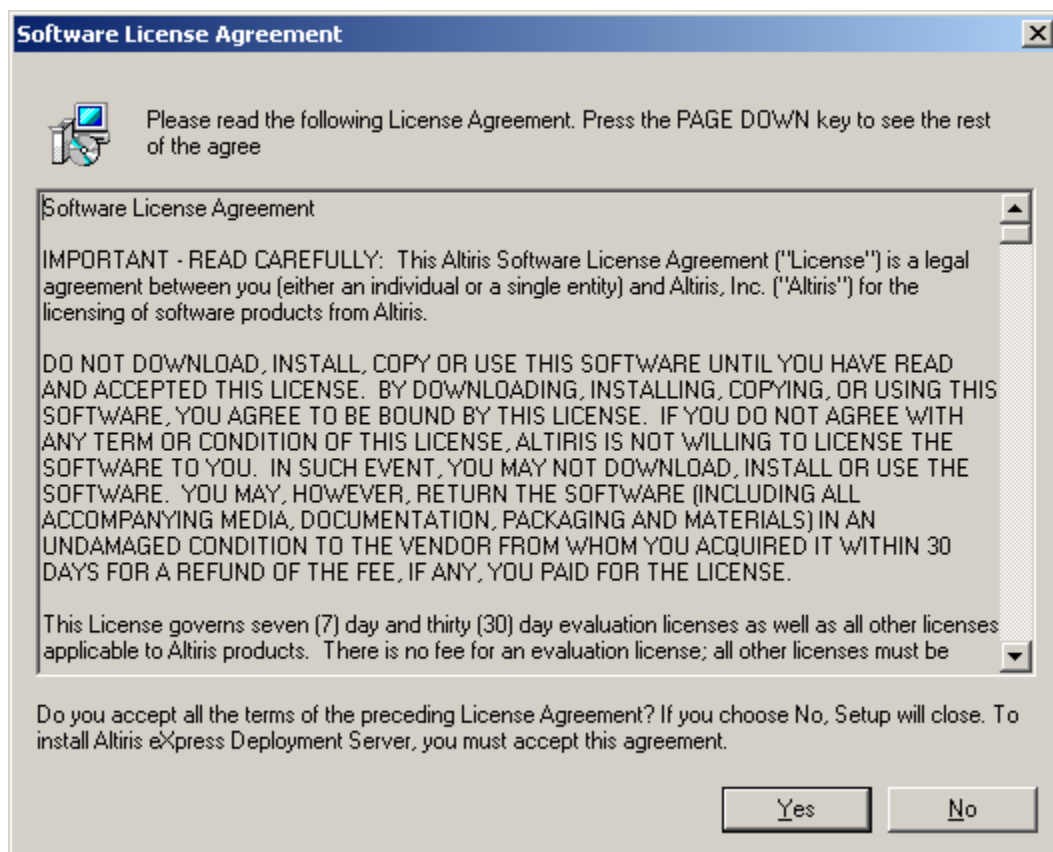 Software License Agreement
Please read the following License Agreement. Press the PAGE DOWN key to see the rest
of the agree
Software License Agreement
IMPORTANT - READ CAREFULLY:  This Altiris Software License Agreement ("License") is a legal
agreement between you (either an individual or a single entity) and Altiris, Inc. ("Altiris") for the
licensing of software products from Altiris.
DO NOT DOWNLOAD, INSTALL, COPY OR USE THIS SOFTWARE UNTIL YOU HAVE READ
AND ACCEPTED THIS LICENSE.  BY DOWNLOADING, INSTALLING, COPYING, OR USING THIS
SOFTWARE, YOU AGREE TO BE BOUND BY THIS LICENSE.  IF YOU DO NOT AGREE WITH
ANY TERM OR CONDITION OF THIS LICENSE, ALTIRIS IS NOT WILLING TO LICENSE THE
SOFTWARE TO YOU.  IN SUCH EVENT, YOU MAY NOT DOWNLOAD, INSTALL OR USE THE
SOFTWARE.  YOU MAY, HOWEVER, RETURN THE SOFTWARE (INCLUDING ALL
ACCOMPANYING MEDIA, DOCUMENTATION, PACKAGING AND MATERIALS) IN AN
UNDAMAGED CONDITION TO THE VENDOR FROM WHOM YOU ACQUIRED IT WITHIN 30
DAYS FOR A REFUND OF THE FEE, IF ANY, YOU PAID FOR THE LICENSE.
This License governs seven (7) day and thirty (30) day evaluation licenses as well as all other licenses
applicable to Altiris products.  There is no fee for an evaluation license; all other licenses must be
Do you accept all the terms of the preceding License Agreement? If you choose No, Setup will close. To
install Altiris eXpress Deployment Server, you must accept this agreement.
Yes
No